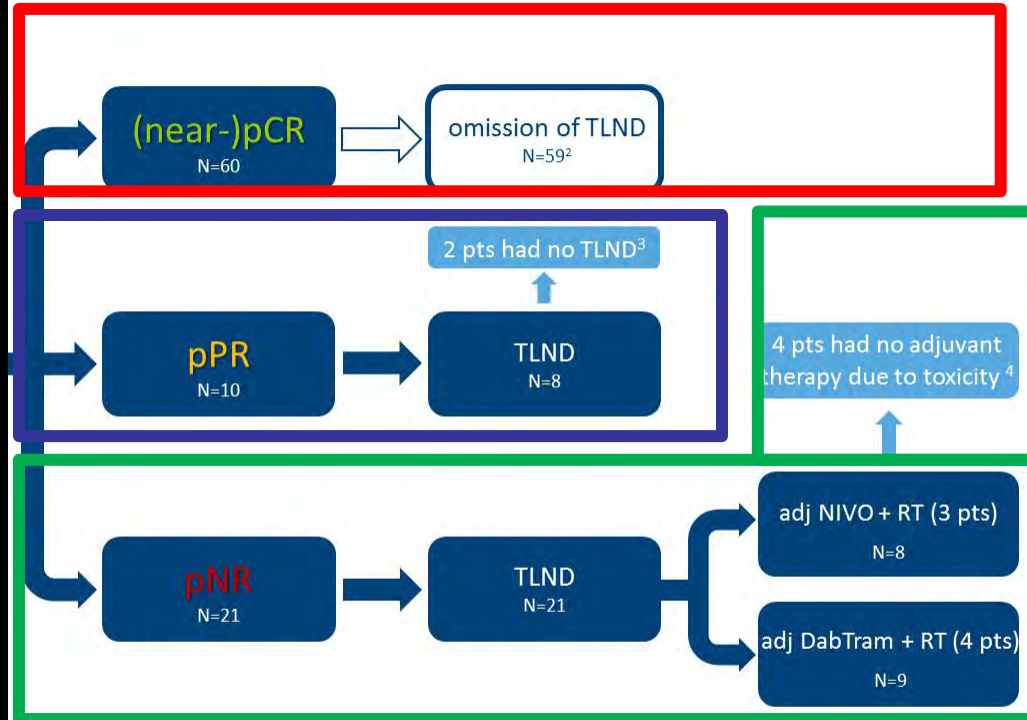 (near-)pCR
N=60
omission of TLND
N=59²
2 pts had no TLND³
pPR
N=10
TLND
N=8
4 pts had no adjuvant
therapy due to toxicity ⁴
pNR
N=21
TLND
N=21
adj NIVO + RT (3 pts)
N=8
adj DabTram + RT (4 pts)
N=9